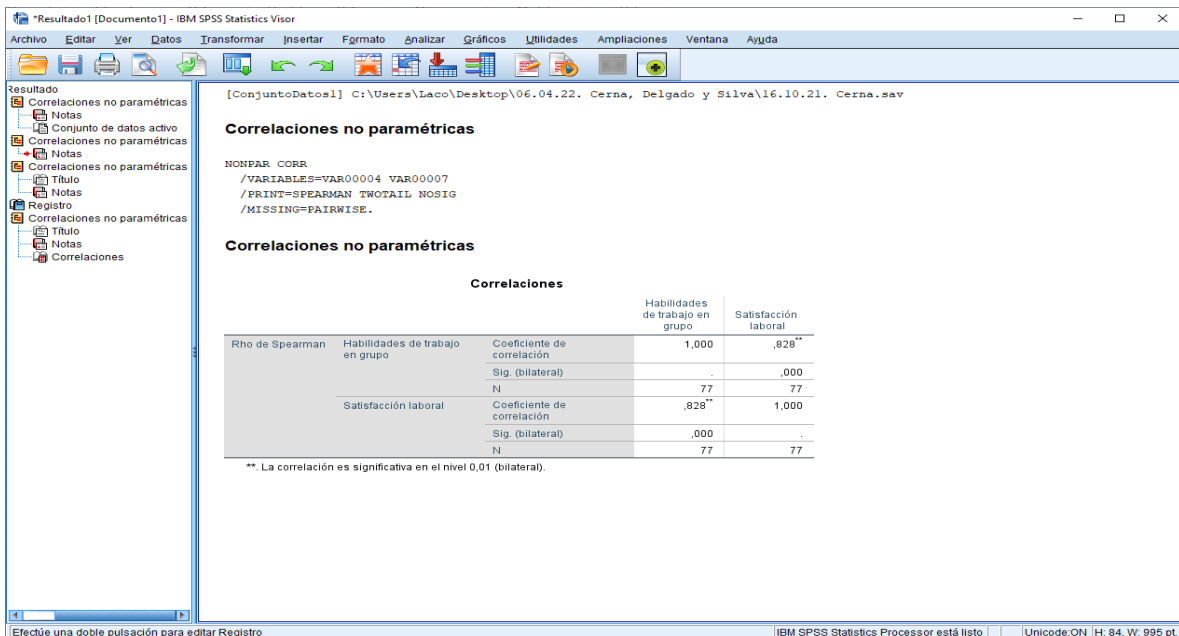 *Resultado1 [Documento1] - IBM SPSS Statistics Visor
Archivo Editar Ver Datos Transformar Insertar Formato Analizar Gráficos Utilidades Ampliaciones Ventana Ayuda
Resultado
Correlaciones no paramétricas
Notas
Conjunto de datos activo
Correlaciones no paramétricas
Notas
Correlaciones no paramétricas
Título
Notas
Registro
Correlaciones no paramétricas
Título
Notas
Correlaciones
[ConjuntoDatos1] C:\Users\Laco\Desktop\06.04.22. Cerna, Delgado y Silva\16.10.21. Cerna.sav
Correlaciones no paramétricas
NONPAR CORR
/VARIABLES=VAR00004 VAR00007
/PRINT=SPEARMAN TWOTAIL NOSIG
/MISSING=PAIRWISE.
Correlaciones no paramétricas
Correlaciones
Habilidades de trabajo en grupo Satisfacción laboral
Rho de Spearman Habilidades de trabajo en grupo Coeficiente de correlación 1,000 ,828**
Sig. (bilateral) . ,000
N 77 77
Satisfacción laboral Coeficiente de correlación ,828** 1,000
Sig. (bilateral) ,000 .
N 77 77
**. La correlación es significativa en el nivel 0,01 (bilateral).
Efectúe una doble pulsación para editar Registro IBM SPSS Statistics Processor está listo Unicode:ON H: 84, W: 995 pt.